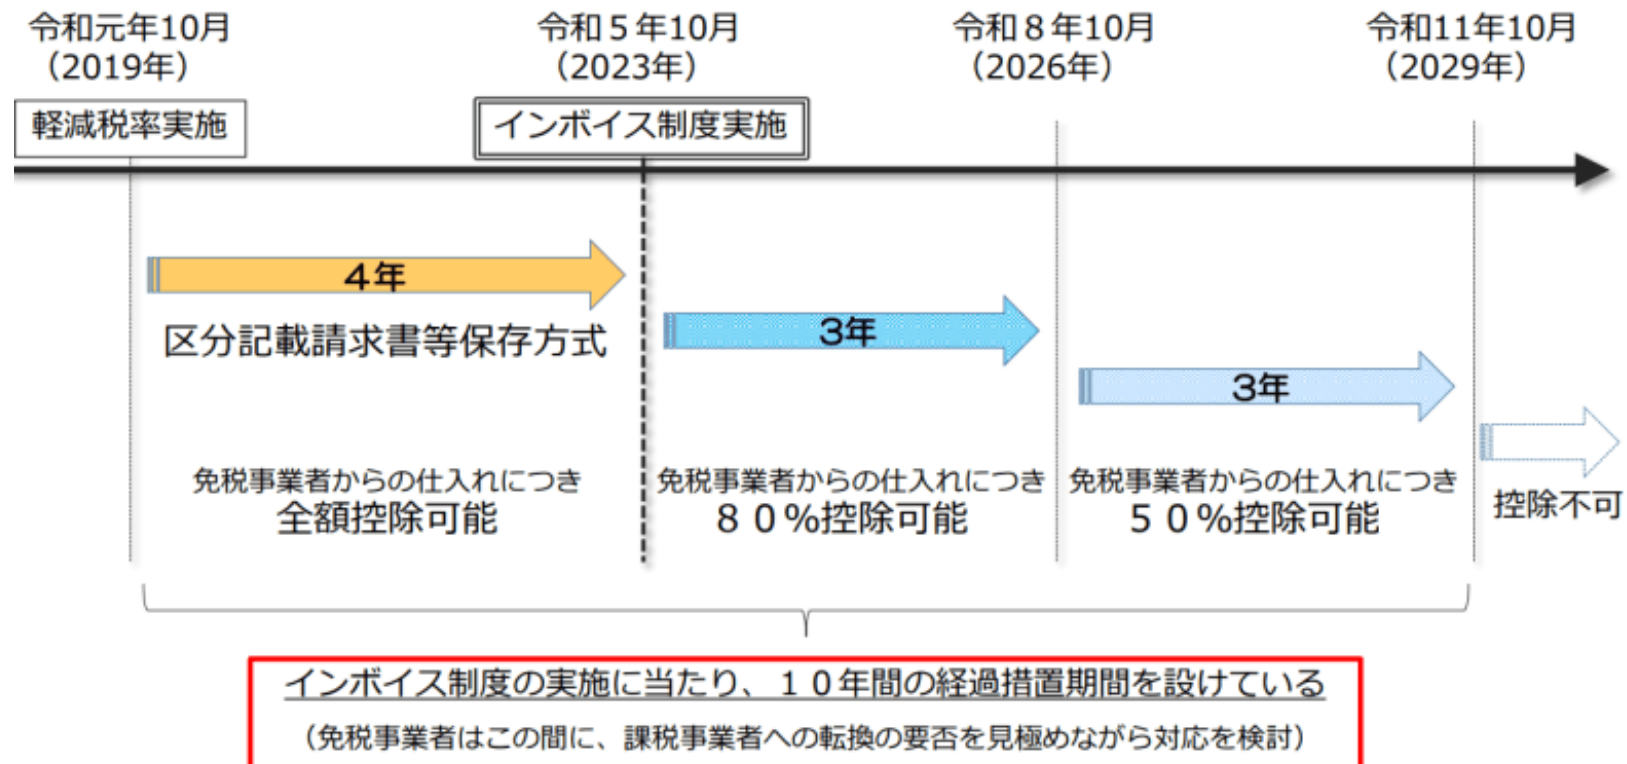 令和元年10月
（2019年）
令和５年10月
（2023年）
令和８年10月
（2026年）
令和11年10月
（2029年）
軽減税率実施
インボイス制度実施
４年
区分記載請求書等保存方式
３年
３年
免税事業者からの仕入れにつき
全額控除可能
免税事業者からの仕入れにつき
８０%控除可能
免税事業者からの仕入れにつき
５０%控除可能
控除不可
インボイス制度の実施に当たり、１０年間の経過措置期間を設けている
（免税事業者はこの間に、課税事業者への転換の要否を見極めながら対応を検討）